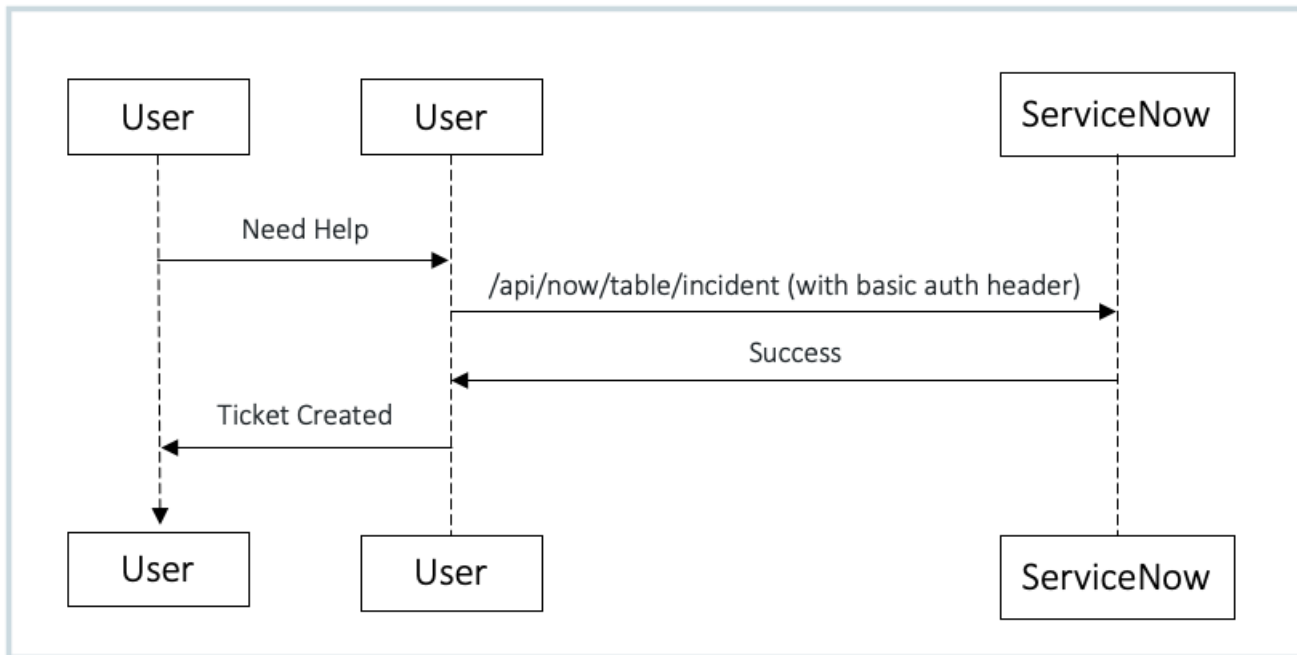 User
User
ServiceNow
Need Help
/api/now/table/incident (with basic auth header)
Success
Ticket Created
User
User
ServiceNow